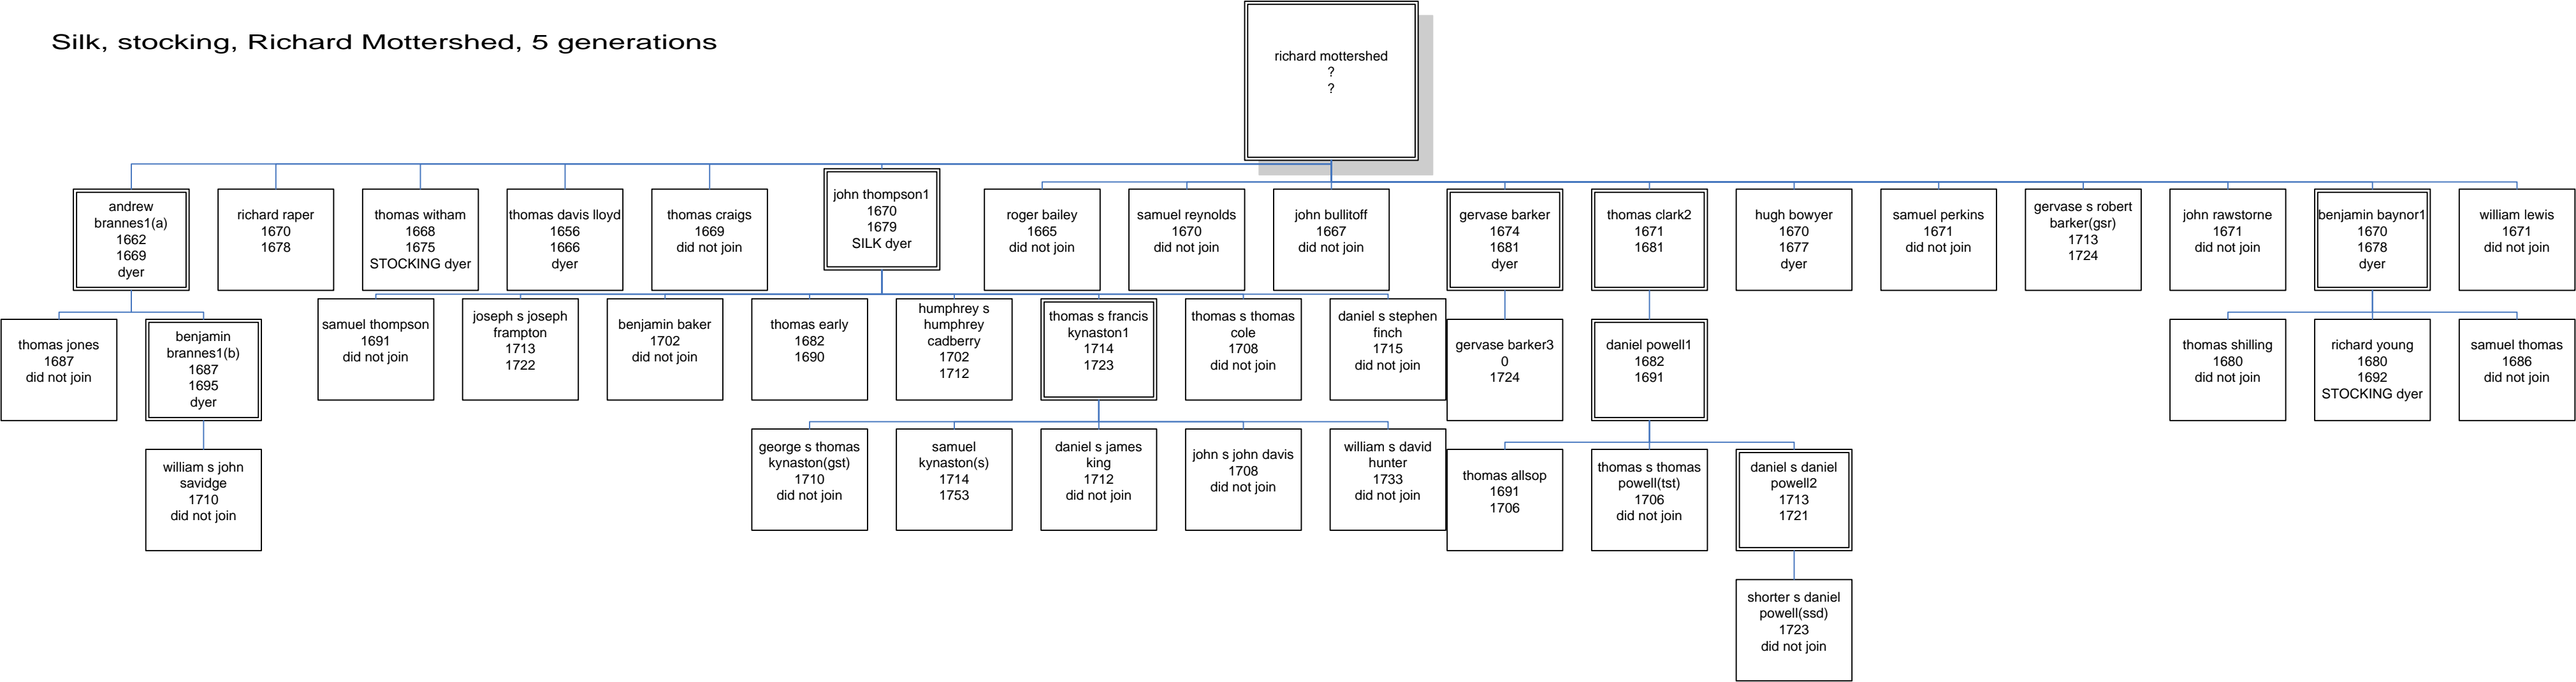 Silk, stocking, Richard Mottershed, 5 generations
richard mottershed
?
?
andrew
brannes1(a)
1662
1669
dyer
richard raper
1670
1678
thomas witham
1668
1675
STOCKING dyer
thomas davis lloyd
1656
1666
dyer
thomas craigs
1669
did not join
john thompson1
1670
1679
SILK dyer
roger bailey
1665
did not join
samuel reynolds
1670
did not join
john bullitoff
1667
did not join
gervase barker
1674
1681
dyer
thomas clark2
1671
1681
hugh bowyer
1670
1677
dyer
samuel perkins
1671
did not join
gervase s robert
barker(gsr)
1713
1724
john rawstorne
1671
did not join
benjamin baynor1
1670
1678
dyer
william lewis
1671
did not join
thomas jones
1687
did not join
benjamin
brannes1(b)
1687
1695
dyer
samuel thompson
1691
did not join
joseph s joseph
frampton
1713
1722
benjamin baker
1702
did not join
thomas early
1682
1690
humphrey s
humphrey
cadberry
1702
1712
thomas s francis
kynaston1
1714
1723
thomas s thomas
cole
1708
did not join
daniel s stephen
finch
1715
did not join
gervase barker3
0
1724
daniel powell1
1682
1691
thomas shilling
1680
did not join
richard young
1680
1692
STOCKING dyer
samuel thomas
1686
did not join
william s john
savidge
1710
did not join
george s thomas
kynaston(gst)
1710
did not join
samuel
kynaston(s)
1714
1753
daniel s james
king
1712
did not join
john s john davis
1708
did not join
william s david
hunter
1733
did not join
thomas allsop
1691
1706
thomas s thomas
powell(tst)
1706
did not join
daniel s daniel
powell2
1713
1721
shorter s daniel
powell(ssd)
1723
did not join